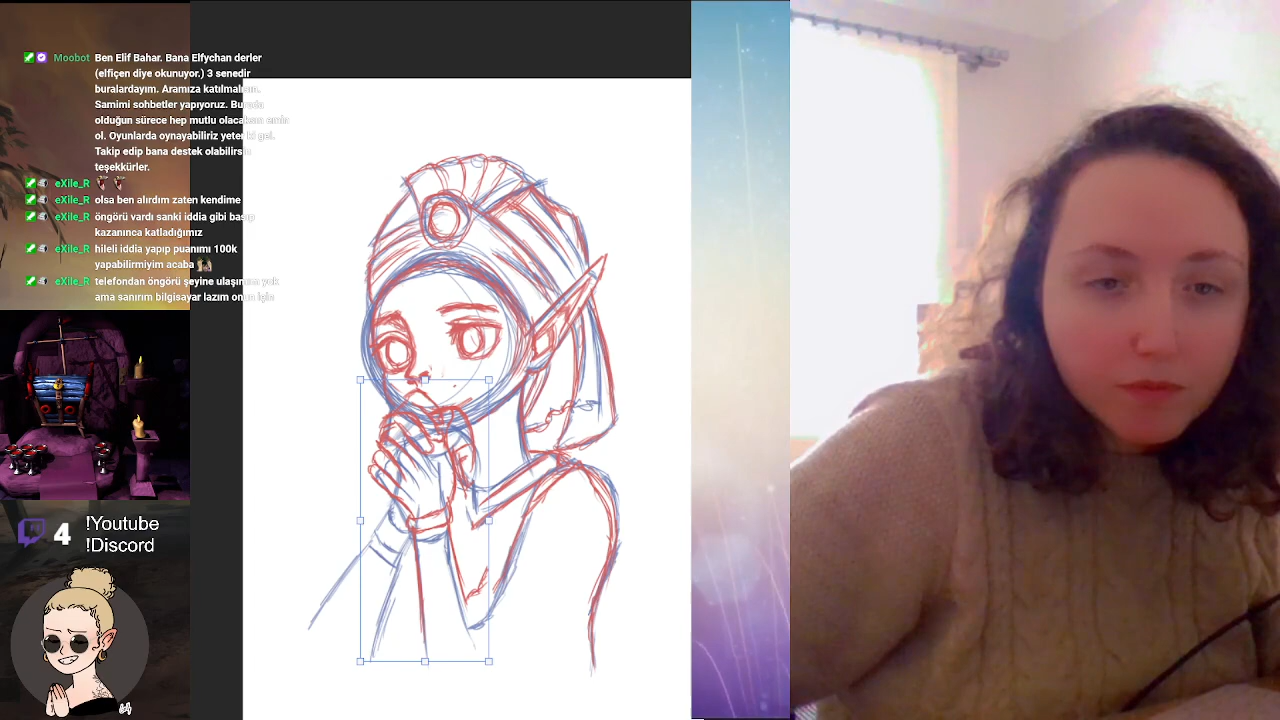 Moobot Ben Elif Bahar. Bana Elfychan derler
(elfiçen diye okunuyor.) 3 senedir
buralardayım. Aramıza katılmalısın.
Samimi sohbetler yapıyoruz. Burada
olduğun sürece hep mutlu olacaksın emin
ol. Oyunlarda oynayabiliriz yeter ki gel.
Takip edip bana destek olabilirsin
teşekkürler.
eXile_R
eXile_R olsa ben alırdım zaten kendime
eXile_R öngörü vardı sanki iddia gibi basıp
kazanınca katladığımız
eXile_R hileli iddia yapıp puanımı 100k
yapabilirmiyim acaba
eXile_R telefondan öngörü şeyine ulaşınım yok
ama sanırım bilgisayar lazım onun için
4 !Youtube
!Discord